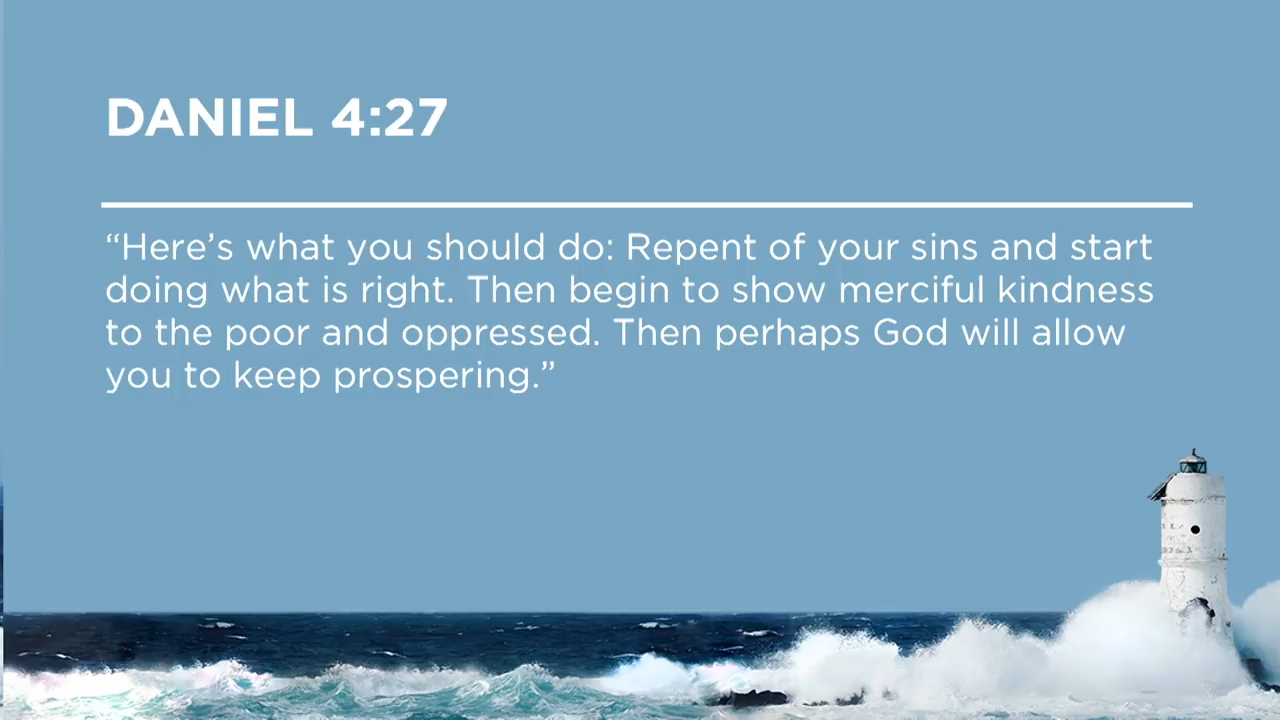 DANIEL 4:27
“Here’s what you should do: Repent of your sins and start
doing what is right. Then begin to show merciful kindness
to the poor and oppressed. Then perhaps God will allow
you to keep prospering.”